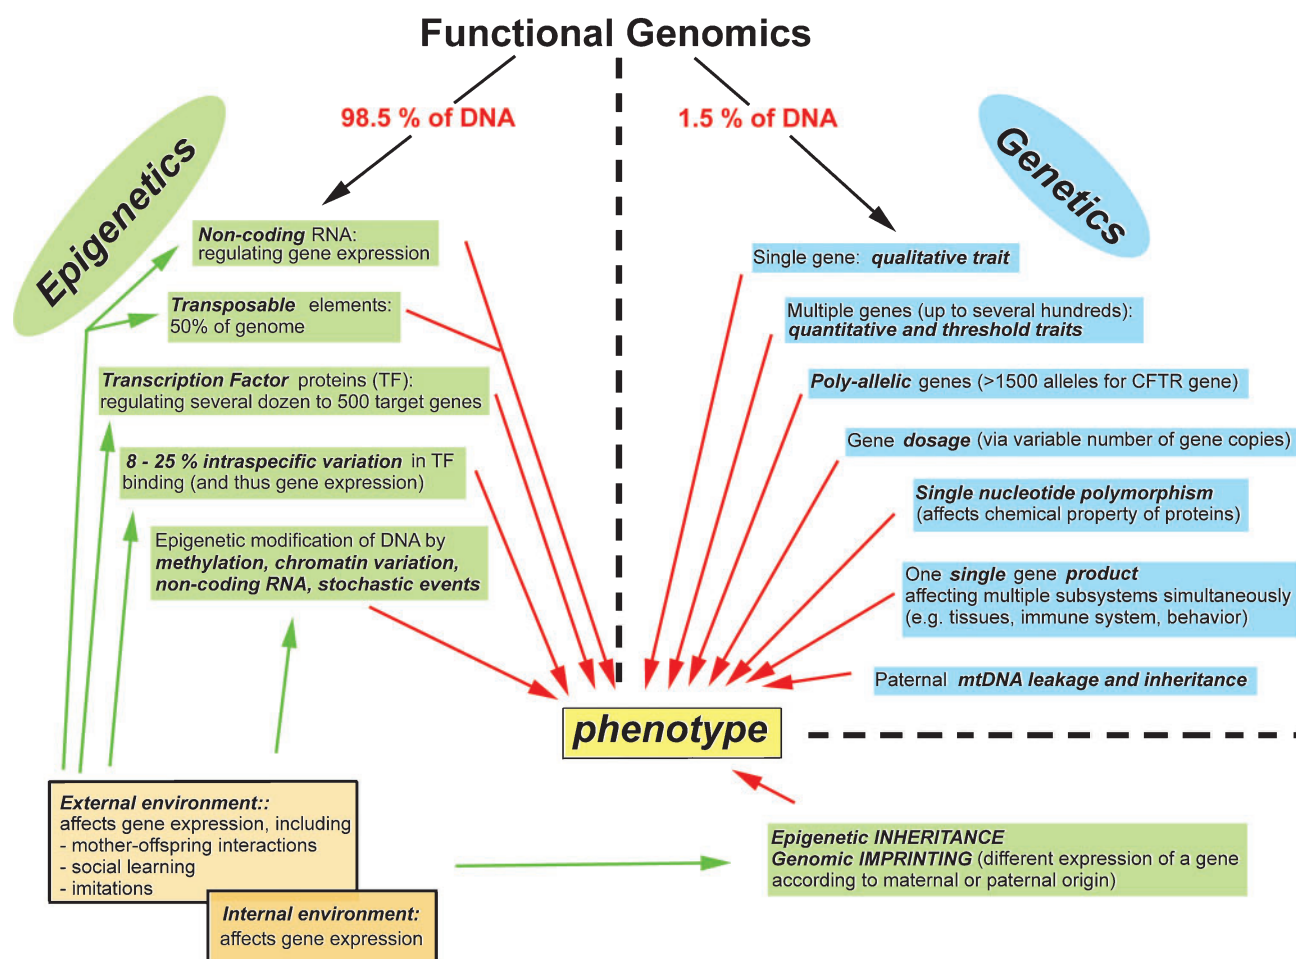 Functional Genomics
98.5 % of DNA
1.5 % of DNA
Epigenetics
Genetics
Non-coding RNA:
regulating gene expression
Transposable elements:
50% of genome
Transcription Factor proteins (TF):
regulating several dozen to 500 target genes
8 - 25 % intraspecific variation in TF
binding (and thus gene expression)
Epigenetic modification of DNA by
methylation, chromatin variation,
non-coding RNA, stochastic events
Single gene: qualitative trait
Multiple genes (up to several hundreds):
quantitative and threshold traits
Poly-allelic genes (>1500 alleles for CFTR gene)
Gene dosage (via variable number of gene copies)
Single nucleotide polymorphism
(affects chemical property of proteins)
One single gene product
affecting multiple subsystems simultaneously
(e.g. tissues, immune system, behavior)
Paternal mtDNA leakage and inheritance
phenotype
External environment::
affects gene expression, including
- mother-offspring interactions
- social learning
- imitations
Internal environment:
affects gene expression
Epigenetic INHERITANCE
Genomic IMPRINTING (different expression of a gene
according to maternal or paternal origin)